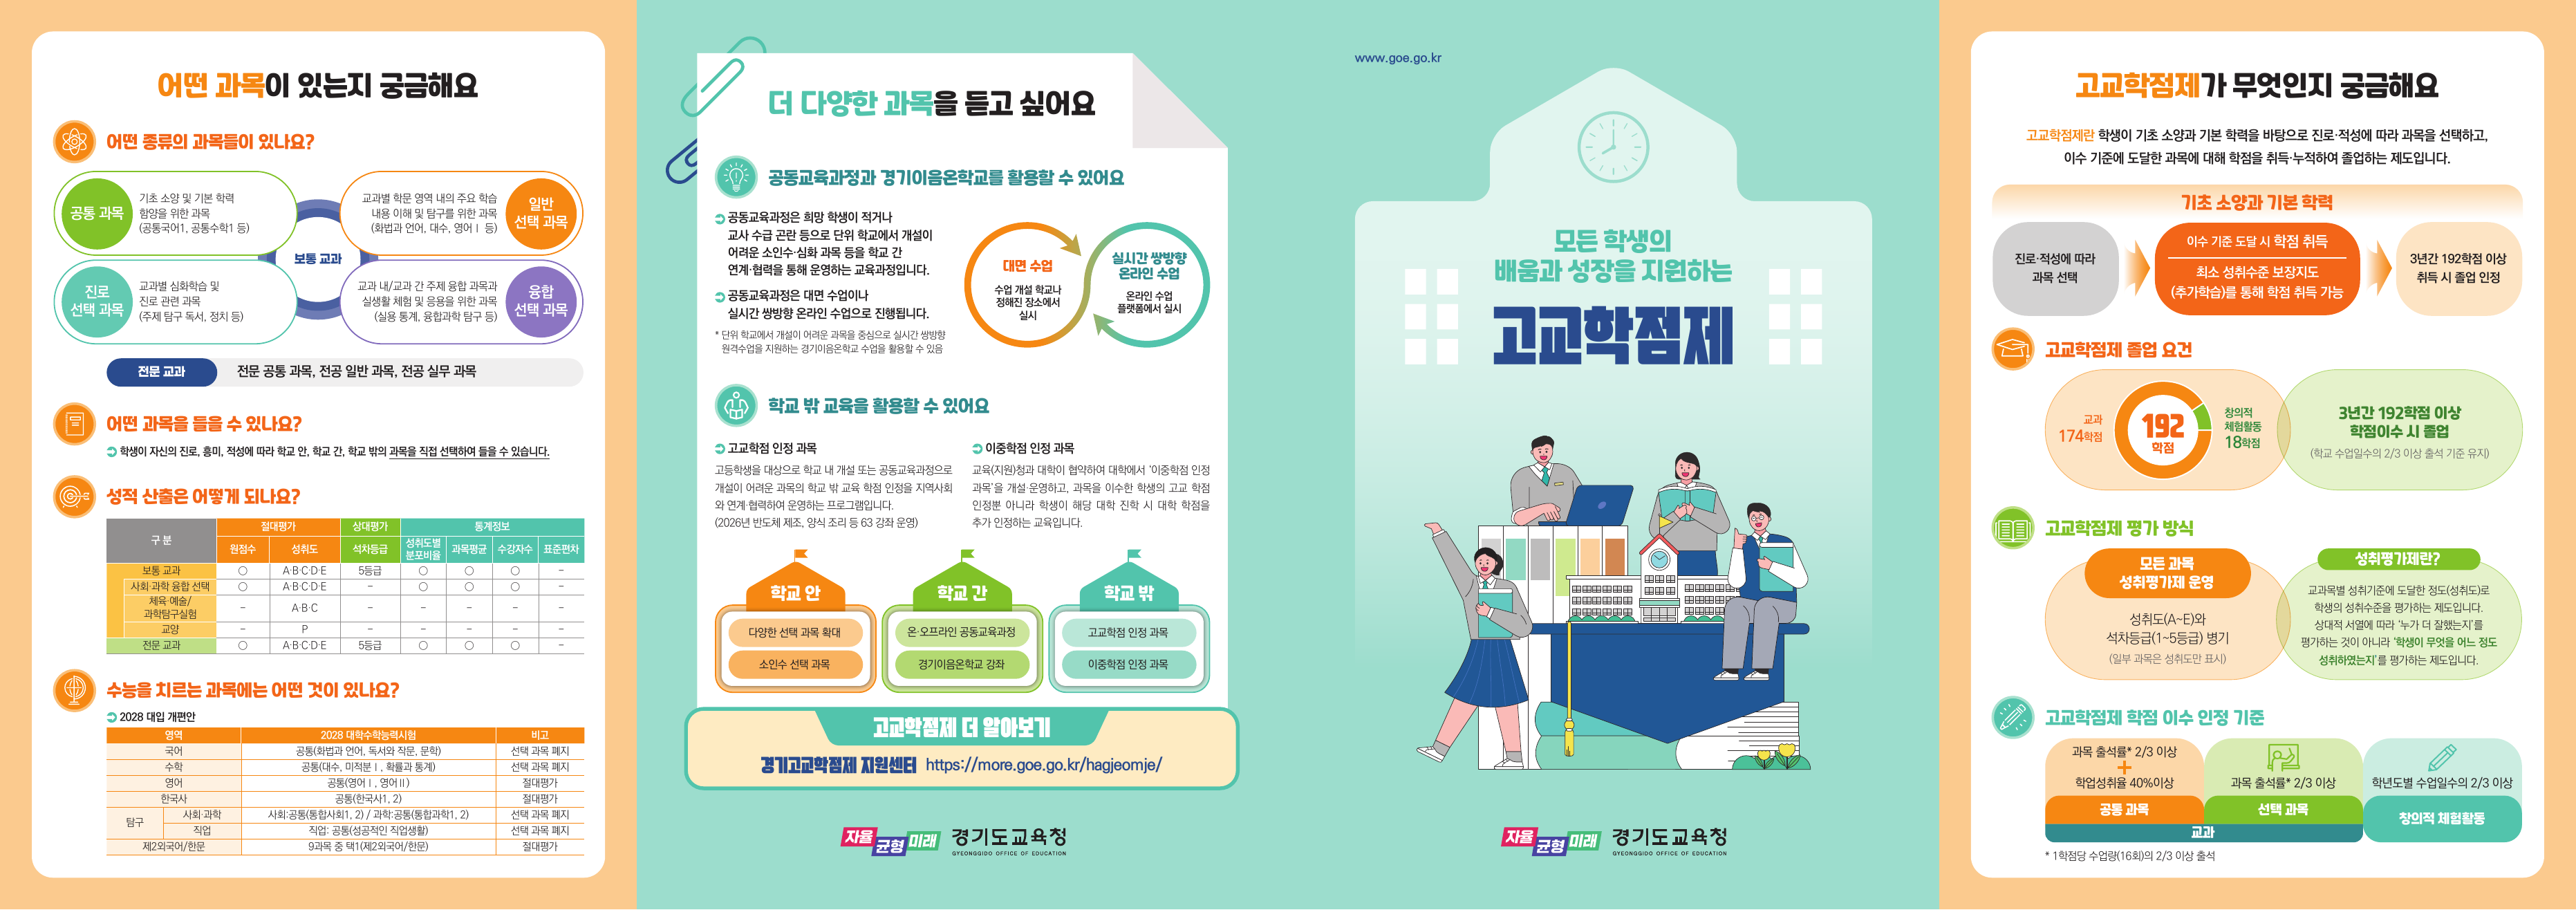 어떤 과목이 있는지 궁금해요
어떤 종류의 과목들이 있나요?
공통 과목
기초 소양 및 기본 학력
함양을 위한 과목
(공통국어1, 공통수학1 등)
교과별 학문 영역 내의 주요 학습
내용 이해 및 탐구를 위한 과목
(화법과 언어, 대수, 영어Ⅰ 등)
일반
선택 과목
보통 교과
진로
선택 과목
교과별 심화학습 및
진로 관련 과목
(주제 탐구 독서, 정치 등)
교과 내/교과 간 주제 융합 과목과
실생활 체험 및 응용을 위한 과목
(실용 통계, 융합과학 탐구 등)
융합
선택 과목
전문 교과 전문 공통 과목, 전공 일반 과목, 전공 실무 과목
어떤 과목을 들을 수 있나요?
학생이 자신의 진로, 흥미, 적성에 따라 학교 안, 학교 간, 학교 밖의 과목을 직접 선택하여 들을 수 있습니다.
성적 산출은 어떻게 되나요?
구 분 절대평가 상대평가 통계정보
원점수 성취도 석차등급 성취도별 분포비율 과목평균 수강자수 표준편차
보통 교과 ○ A·B·C·D·E 5등급 ○ ○ ○ -
사회·과학 융합 선택 ○ A·B·C·D·E - ○ ○ ○ -
체육·예술/
과학탐구실험 - A·B·C - - - - -
교양 - P - - - - -
전문 교과 ○ A·B·C·D·E 5등급 ○ ○ ○ -
수능을 치르는 과목에는 어떤 것이 있나요?
2028 대입 개편안
영역 2028 대학수학능력시험 비고
국어 공통(화법과 언어, 독서와 작문, 문학) 선택 과목 폐지
수학 공통(대수, 미적분Ⅰ, 확률과 통계) 선택 과목 폐지
영어 공통(영어Ⅰ, 영어Ⅱ) 절대평가
한국사 공통(한국사1, 2) 절대평가
탐구 사회·과학 사회:공통(통합사회1, 2) / 과학:공통(통합과학1, 2) 선택 과목 폐지
직업 직업: 공통(성공적인 직업생활) 선택 과목 폐지
제2외국어/한문 9과목 중 택1(제2외국어/한문) 절대평가
더 다양한 과목을 듣고 싶어요
공동교육과정과 경기이음온학교를 활용할 수 있어요
공동교육과정은 희망 학생이 적거나
교사 수급 곤란 등으로 단위 학교에서 개설이
어려운 소인수·심화 과목 등을 학교 간
연계·협력을 통해 운영하는 교육과정입니다.
공동교육과정은 대면 수업이나
실시간 쌍방향 온라인 수업으로 진행됩니다.
* 단위 학교에서 개설이 어려운 과목을 중심으로 실시간 쌍방향
원격수업을 지원하는 경기이음온학교 수업을 활용할 수 있음
대면 수업
수업 개설 학교나
정해진 장소에서
실시
실시간 쌍방향
온라인 수업
온라인 수업
플랫폼에서 실시
학교 밖 교육을 활용할 수 있어요
고교학점 인정 과목
고등학생을 대상으로 학교 내 개설 또는 공동교육과정으로
개설이 어려운 과목의 학교 밖 교육 학점 인정을 지역사회
와 연계·협력하여 운영하는 프로그램입니다.
(2026년 반도체 제조, 양식 조리 등 63 강좌 운영)
이중학점 인정 과목
교육(지원)청과 대학이 협약하여 대학에서 '이중학점 인정
과목'을 개설·운영하고, 과목을 이수한 학생의 고교 학점
인정뿐 아니라 학생이 해당 대학 진학 시 대학 학점을
추가 인정하는 교육입니다.
학교 안
다양한 선택 과목 확대
소인수 선택 과목
학교 간
온·오프라인 공동교육과정
경기이음온학교 강좌
학교 밖
고교학점 인정 과목
이중학점 인정 과목
고교학점제 더 알아보기
경기고교학점제 지원센터 https://more.goe.go.kr/hagjeomje/
자율 균형 미래 경기도교육청
GYEONGGIDO OFFICE OF EDUCATION
www.goe.go.kr
모든 학생의
배움과 성장을 지원하는
고교학점제
자율 균형 미래 경기도교육청
GYEONGGIDO OFFICE OF EDUCATION
고교학점제가 무엇인지 궁금해요
고교학점제란 학생이 기초 소양과 기본 학력을 바탕으로 진로·적성에 따라 과목을 선택하고,
이수 기준에 도달한 과목에 대해 학점을 취득·누적하여 졸업하는 제도입니다.
기초 소양과 기본 학력
진로·적성에 따라
과목 선택
이수 기준 도달 시 학점 취득
최소 성취수준 보장지도
(추가학습)를 통해 학점 취득 가능
3년간 192학점 이상
취득 시 졸업 인정
고교학점제 졸업 요건
교과
174학점
192
학점
창의적
체험활동
18학점
3년간 192학점 이상
학점이수 시 졸업
(학교 수업일수의 2/3 이상 출석 기준 유지)
고교학점제 평가 방식
모든 과목
성취평가제 운영
성취도(A~E)와
석차등급(1~5등급) 병기
(일부 과목은 성취도만 표시)
성취평가제란?
교과목별 성취기준에 도달한 정도(성취도)로
학생의 성취수준을 평가하는 제도입니다.
상대적 서열에 따라 '누가 더 잘했는지'를
평가하는 것이 아니라 '학생이 무엇을 어느 정도
성취하였는지'를 평가하는 제도입니다.
고교학점제 학점 이수 인정 기준
과목 출석률* 2/3 이상
+
학업성취율 40%이상
공통 과목
과목 출석률* 2/3 이상
선택 과목
교과
학년도별 수업일수의 2/3 이상
창의적 체험활동
* 1학점당 수업량(16회)의 2/3 이상 출석